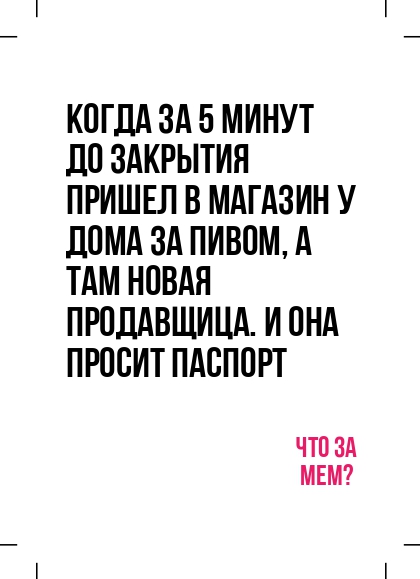 КОГДА ЗА 5 МИНУТ
ДО ЗАКРЫТИЯ
ПРИШЕЛ В МАГАЗИН У
ДОМА ЗА ПИВОМ, А
ТАМ НОВАЯ
ПРОДАВЩИЦА. И ОНА
ПРОСИТ ПАСПОРТ
ЧТО ЗА
МЕМ?